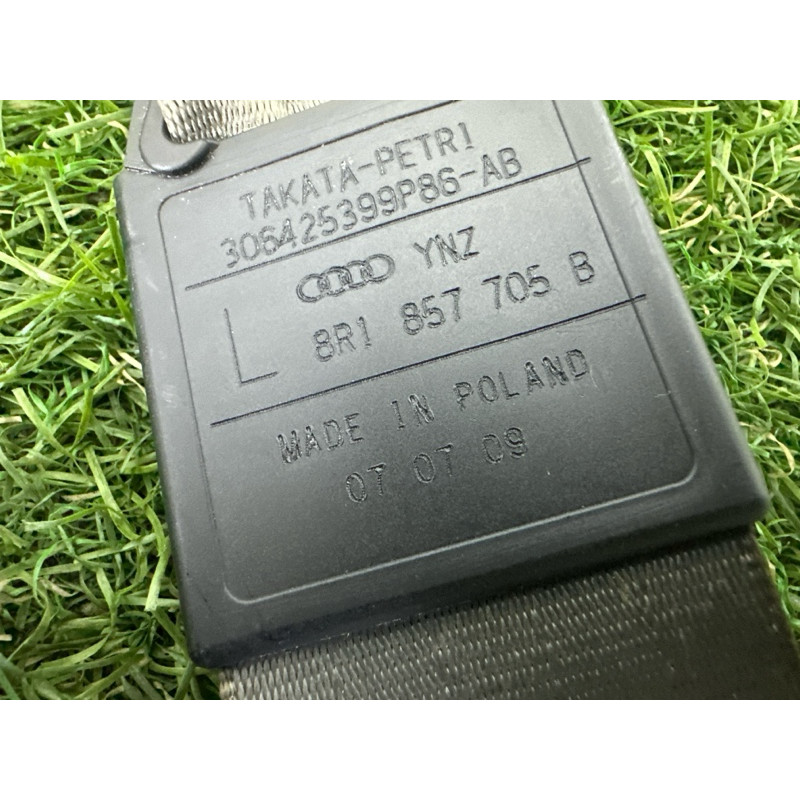 TAKATA-PETRI
306425399P86-AB
YNZ
L 8R1 857 705 B
MADE IN POLAND
07 07 09